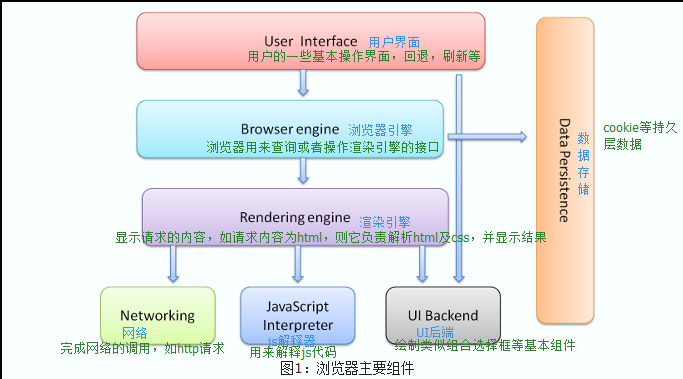 User Interface 用户界面
用户的一些基本操作界面，回退，刷新等
Browser engine 浏览器引擎
浏览器用来查询或者操作渲染引擎的接口
Rendering engine 渲染引擎
显示请求的内容，如请求内容为html，则它负责解析html及css，并显示结果
Networking
网络
完成网络的调用，如http请求
JavaScript
Interpreter
js解释器
用来解释js代码
UI Backend
UI后端
绘制类似组合选择框等基本组件
Data Persistence
数据存储
cookie等持久
层数据
图1：浏览器主要组件